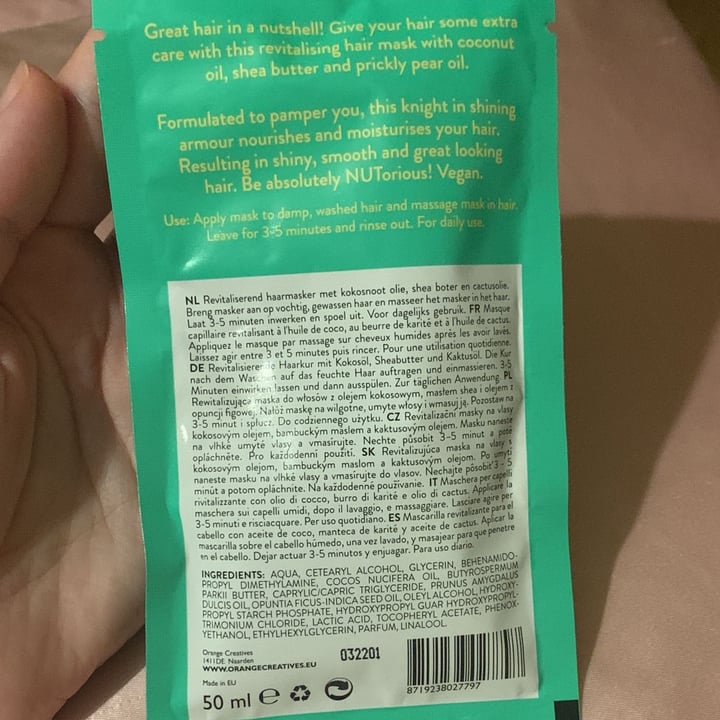 Great hair in a nutshell! Give your hair some extra
care with this revitalising hair mask with coconut
oil, shea butter and prickly pear oil.
Formulated to pamper you, this knight in shining
armour nourishes and moisturises your hair.
Resulting in shiny, smooth and great looking
hair. Be absolutely NUTorious! Vegan.
Use: Apply mask to damp, washed hair and massage mask in hair.
Leave for 3-5 minutes and rinse out. For daily use.
NL Revitaliserend haarmasker met kokosnoot olie, shea boter en cactusolie.
Breng masker aan op vochtig, gewassen haar en masseer het masker in het haar.
Laat 3-5 minuten inwerken en spoel uit. Voor dagelijks gebruik. FR Masque
capillaire revitalisant à l'huile de coco, au beurre de karité et à l'huile de cactus.
Appliquez le masque par massage sur cheveux humides après les avoir lavés.
Laissez agir entre 3 et 5 minutes puis rincer. Pour une utilisation quotidienne.
DE Revitalisierende Haarkur mit Kokosöl, Sheabutter und Kaktusöl. Die Kur
nach dem Waschen auf das feuchte Haar auftragen und einmassieren. 3-5
Minuten einwirken lassen und dann ausspülen. Zur täglichen Anwendung. PL
Rewitalizująca maska do włosów z olejem kokosowym, masłem shea i olejem z
opuncji figowej. Nałóż maskę na wilgotne, umyte włosy i wmasuj ją. Pozostaw na
3-5 minut i spłucz. Do codziennego użytku. CZ Revitalizační masky na vlasy
kokosovým olejem, bambuckým máslem a kaktusovým olejem. Masku naneste
na vlhké umyté vlasy a vmasírujte. Nechte působit 3-5 minut a poté
opláchněte. Pro každodenní použití. SK Revitalizujúca maska na vlasy s
kokosovým olejem, bambuckým maslom a kaktusovým olejem. Po umytí
naneste masku na vlhké vlasy a vmasírujte do vlasov. Nechajte pôsobiť 3 - 5
minút a potom opláchnite. Na každodenné používanie. IT Maschera per capelli
rivitalizzante con olio di cocco, burro di karité e olio di cactus. Applicare la
maschera sui capelli umidi, dopo il lavaggio, e massaggiare. Lasciare agire per
3-5 minuti e risciacquare. Per uso quotidiano. ES Mascarilla revitalizante para el
cabello con aceite de coco, manteca de karité y aceite de cactus. Aplicar la
mascarilla sobre el cabello húmedo, una vez lavado, y masajear para que penetre
en el cabello. Dejar actuar 3-5 minutos y enjuagar. Para uso diario.
INGREDIENTS: AQUA, CETEARYL ALCOHOL, GLYCERIN, BEHENAMIDO-
PROPYL DIMETHYLAMINE, COCOS NUCIFERA OIL, BUTYROSPERMUM
PARKII BUTTER, CAPRYLIC/CAPRIC TRIGLYCERIDE, PRUNUS AMYGDALUS
DULCIS OIL, OPUNTIA FICUS-INDICA SEED OIL, OLEYL ALCOHOL, HYDROXY-
PROPYL STARCH PHOSPHATE, HYDROXYPROPYL GUAR HYDROXYPROPYL-
TRIMONIUM CHLORIDE, LACTIC ACID, TOCOPHERYL ACETATE, PHENOX-
YETHANOL, ETHYLHEXYLGLYCERIN, PARFUM, LINALOOL.
Orange Creatives
1411DE Naarden
WWW.ORANGECREATIVES.EU
032201
Made in EU
50 ml e
8719238027797